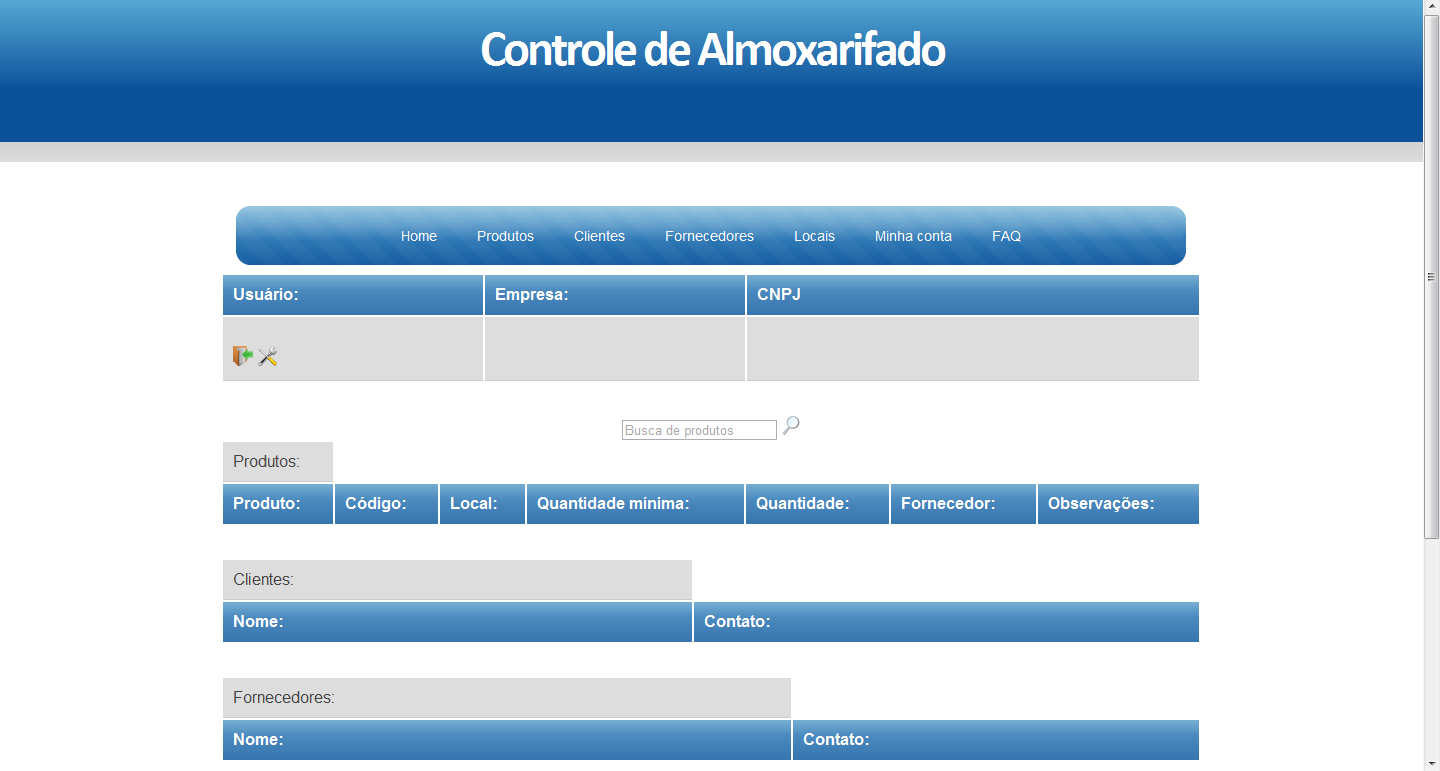 Controle de Almoxarifado
Home Produtos Clientes Fornecedores Locais Minha conta FAQ
Usuário: Empresa: CNPJ
Busca de produtos
Produtos:
Produto: Código: Local: Quantidade mínima: Quantidade: Fornecedor: Observações:
Clientes:
Nome: Contato:
Fornecedores:
Nome: Contato: